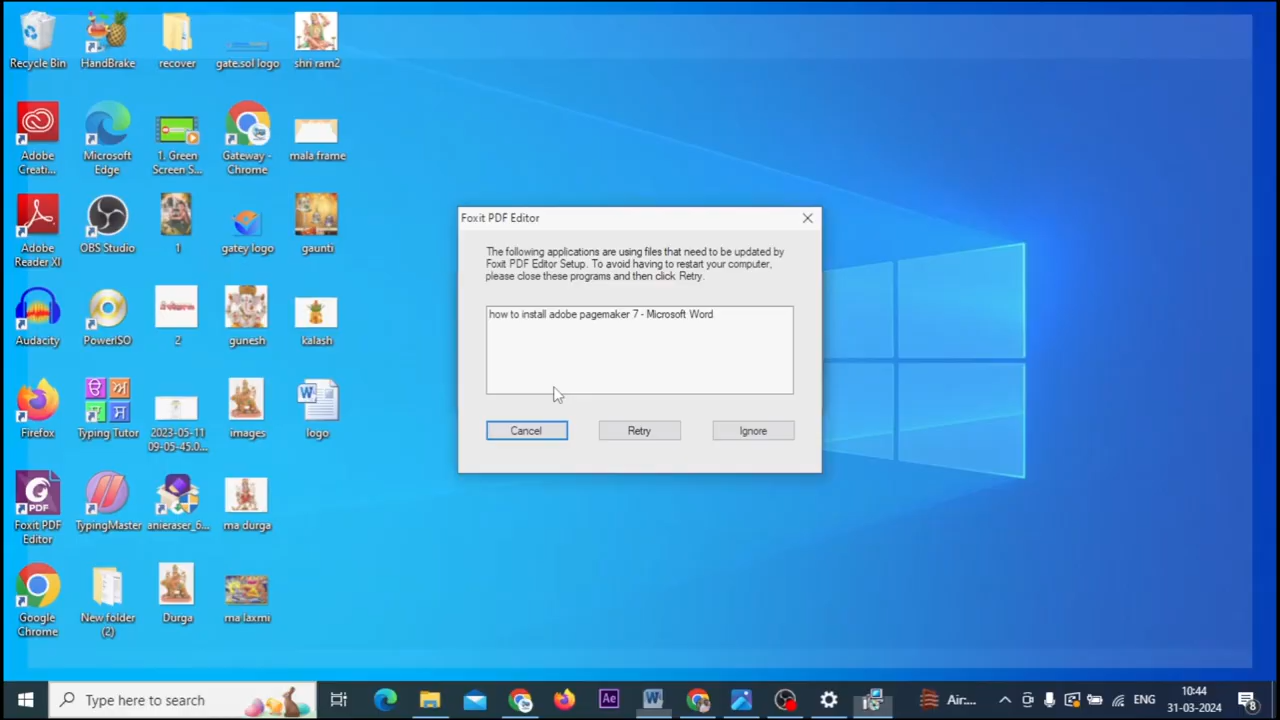 Recycle Bin
HandBrake
recover
gate.sol logo
shri ram2
Adobe
Creati...
Microsoft
Edge
1. Green
Screen S...
Gateway -
Chrome
mala frame
Adobe
Reader XI
OBS Studio
1
gatey logo
gaunti
Audacity
PowerISO
2
gunesh
kalash
Firefox
Typing Tutor
2023-05-11
09-05-45.0...
images
logo
PDF
Foxit PDF
Editor
TypingMaster
anieraser_6...
ma durga
Google
Chrome
New folder
(2)
Durga
ma laxmi
Foxit PDF Editor
The following applications are using files that need to be updated by
Foxit PDF Editor Setup. To avoid having to restart your computer,
please close these programs and then click Retry.
how to install adobe pagemaker 7 - Microsoft Word
Cancel
Retry
Ignore
Type here to search
Ae
Air...
ENG
10:44
31-03-2024
8